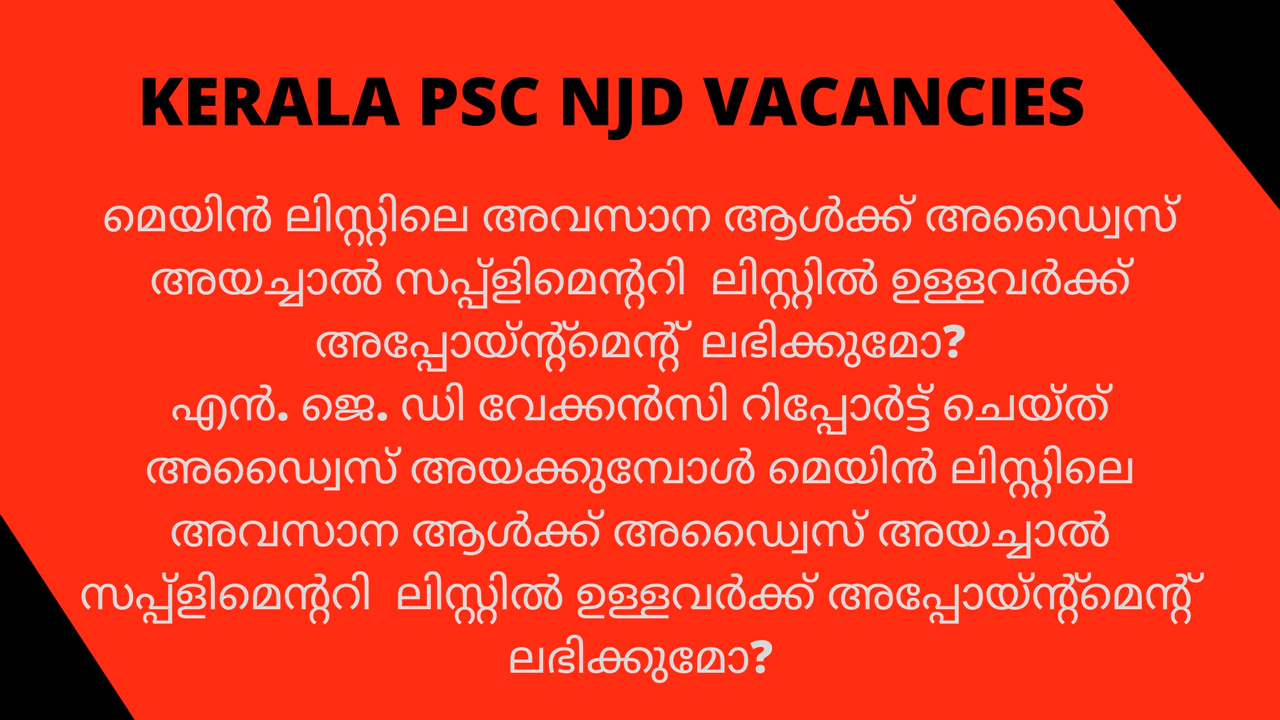 KERALA PSC NJD VACANCIES
മെയിൻ ലിസ്റ്റിലെ അവസാന ആൾക്ക് അഡ്വൈസ്
അയച്ചാൽ സപ്പ്ളിമെൻ്ററി  ലിസ്റ്റിൽ ഉള്ളവർക്ക്
അപ്പോയ്ൻ്റ്മെൻ്റ് ലഭിക്കുമോ?
എൻ. ജെ. ഡി വേക്കൻസി റിപ്പോർട്ട് ചെയ്ത്
അഡ്വൈസ് അയക്കുമ്പോൾ മെയിൻ ലിസ്റ്റിലെ
അവസാന ആൾക്ക് അഡ്വൈസ് അയച്ചാൽ
സപ്പ്ളിമെൻ്ററി  ലിസ്റ്റിൽ ഉള്ളവർക്ക് അപ്പോയ്ൻ്റ്മെൻ്റ്
ലഭിക്കുമോ?